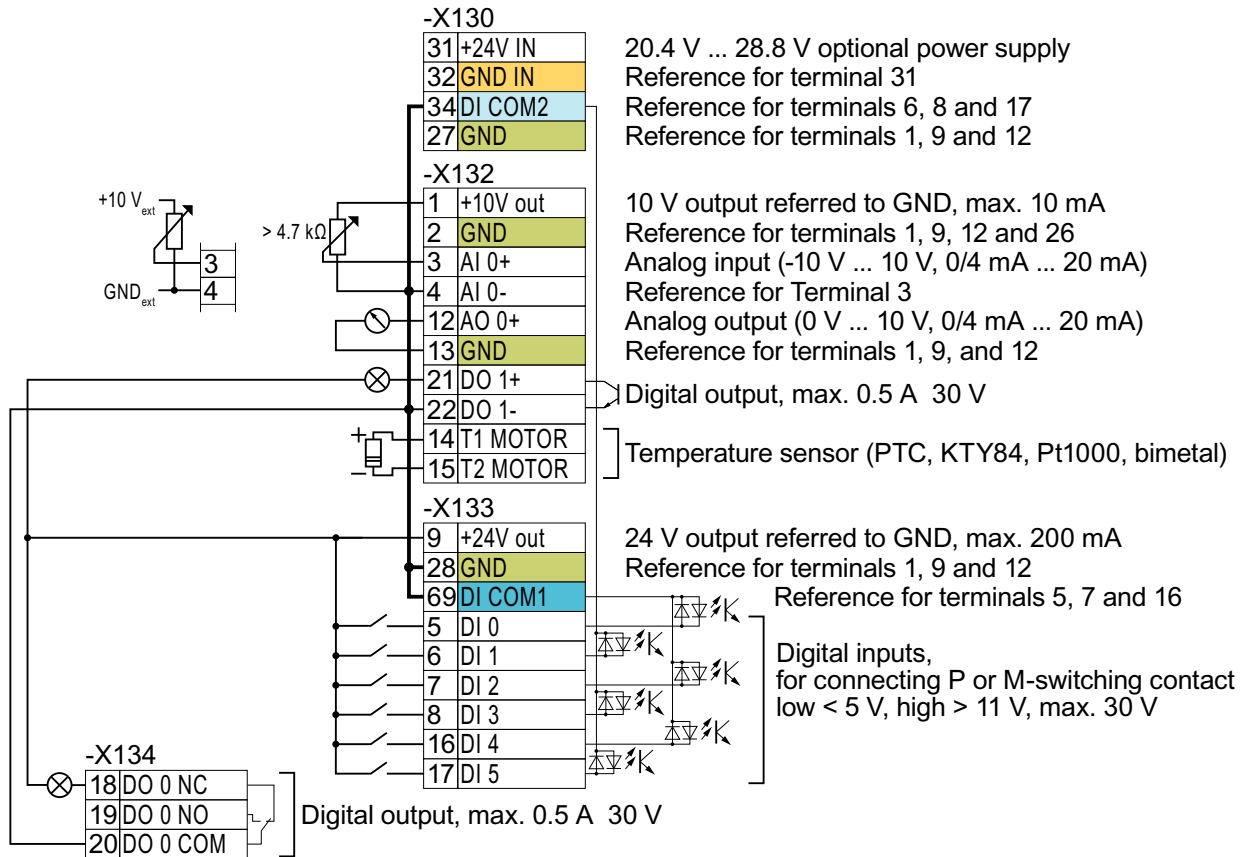 -X130
31 +24V IN 20.4 V ... 28.8 V optional power supply
32 GND IN Reference for terminal 31
34 DI COM2 Reference for terminals 6, 8 and 17
27 GND Reference for terminals 1, 9 and 12
-X132
1 +10V out 10 V output referred to GND, max. 10 mA
2 GND Reference for terminals 1, 9, 12 and 26
3 AI 0+ Analog input (-10 V ... 10 V, 0/4 mA ... 20 mA)
4 AI 0- Reference for Terminal 3
12 AO 0+ Analog output (0 V ... 10 V, 0/4 mA ... 20 mA)
13 GND Reference for terminals 1, 9, and 12
21 DO 1+
22 DO 1-
Digital output, max. 0.5 A 30 V
14 T1 MOTOR
15 T2 MOTOR
Temperature sensor (PTC, KTY84, Pt1000, bimetal)
+10 Vext
3
GNDext 4
> 4.7 kΩ
+
−
-X133
9 +24V out 24 V output referred to GND, max. 200 mA
28 GND Reference for terminals 1, 9 and 12
69 DI COM1 Reference for terminals 5, 7 and 16
5 DI 0
6 DI 1
7 DI 2
8 DI 3
16 DI 4
17 DI 5
Digital inputs,
for connecting P or M-switching contact
low < 5 V, high > 11 V, max. 30 V
-X134
18 DO 0 NC
19 DO 0 NO
20 DO 0 COM
Digital output, max. 0.5 A 30 V